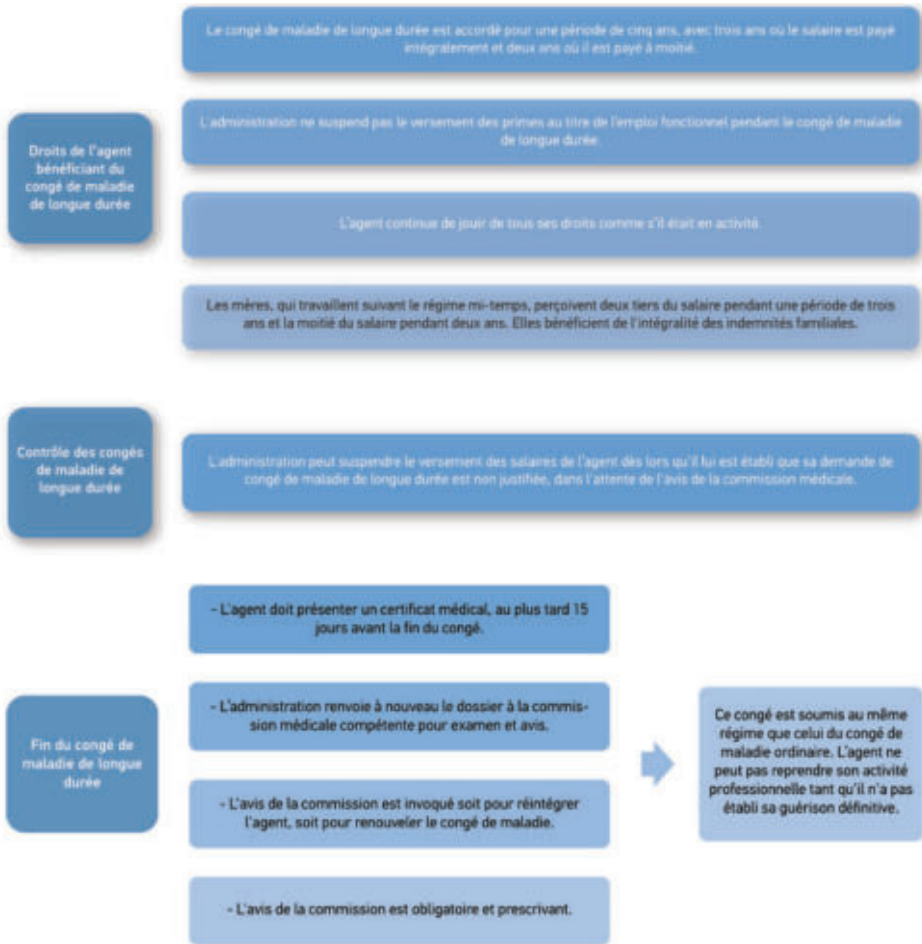 Le congé de maladie de longue durée est accordé pour une période de cinq ans, avec trois ans où le salaire est payé
intégralement et deux ans où il est payé à moitié.
Droits de l'agent
bénéficiant du
congé de maladie
de longue durée
L'administration ne suspend pas le versement des primes au titre de l'emploi fonctionnel pendant le congé de maladie
de longue durée.
L'agent continue de jouir de tous ses droits comme s'il était en activité.
Les mères, qui travaillent suivant le régime mi-temps, perçoivent deux tiers du salaire pendant une période de trois
ans et la moitié du salaire pendant deux ans. Elles bénéficient de l'intégralité des indemnités familiales.
Contrôle des congés
de maladie de
longue durée
L'administration peut suspendre le versement des salaires de l'agent dès lors qu'il lui est établi que sa demande de
congé de maladie de longue durée est non justifiée, dans l'attente de l'avis de la commission médicale.
Fin du congé de
maladie de longue
durée
- L'agent doit présenter un certificat médical, au plus tard 15
jours avant la fin du congé.
- L'administration renvoie à nouveau le dossier à la commis-
sion médicale compétente pour examen et avis.
- L'avis de la commission est invoqué soit pour réintégrer
l'agent, soit pour renouveler le congé de maladie.
- L'avis de la commission est obligatoire et prescrivant.
Ce congé est soumis au même
régime que celui du congé de
maladie ordinaire. L'agent ne
peut pas reprendre son activité
professionnelle tant qu'il n'a pas
établi sa guérison définitive.